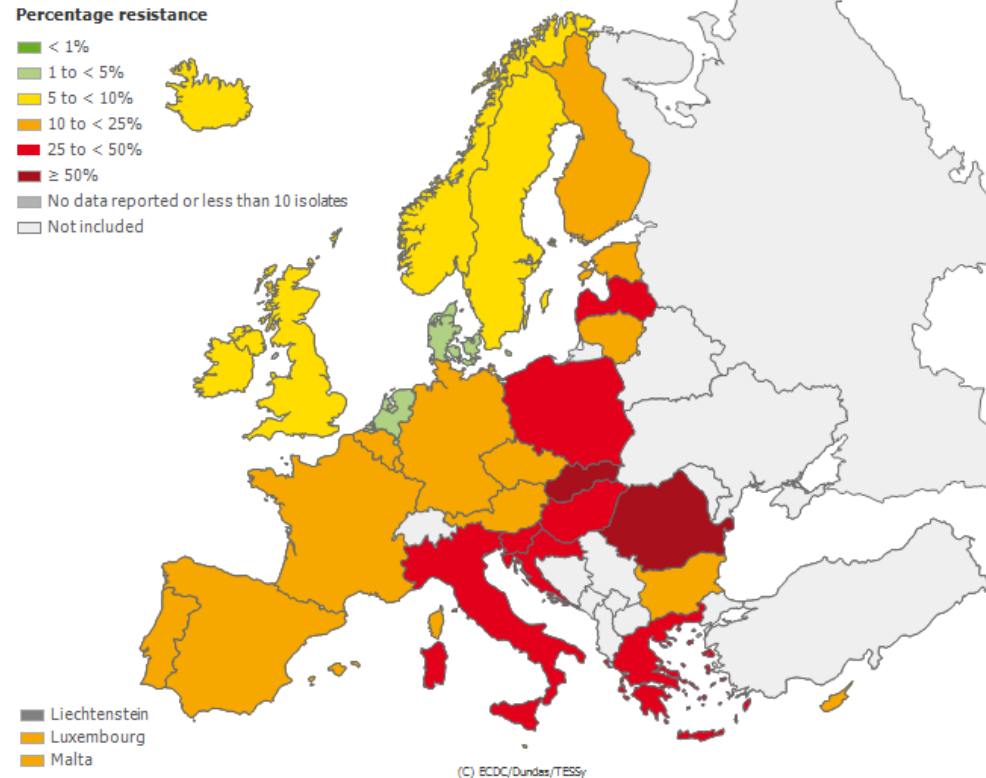 Percentage resistance
< 1%
1 to < 5%
5 to < 10%
10 to < 25%
25 to < 50%
≥ 50%
No data reported or less than 10 isolates
Not included
Liechtenstein
Luxembourg
Malta
(C) ECDC/Dundas/TESSy